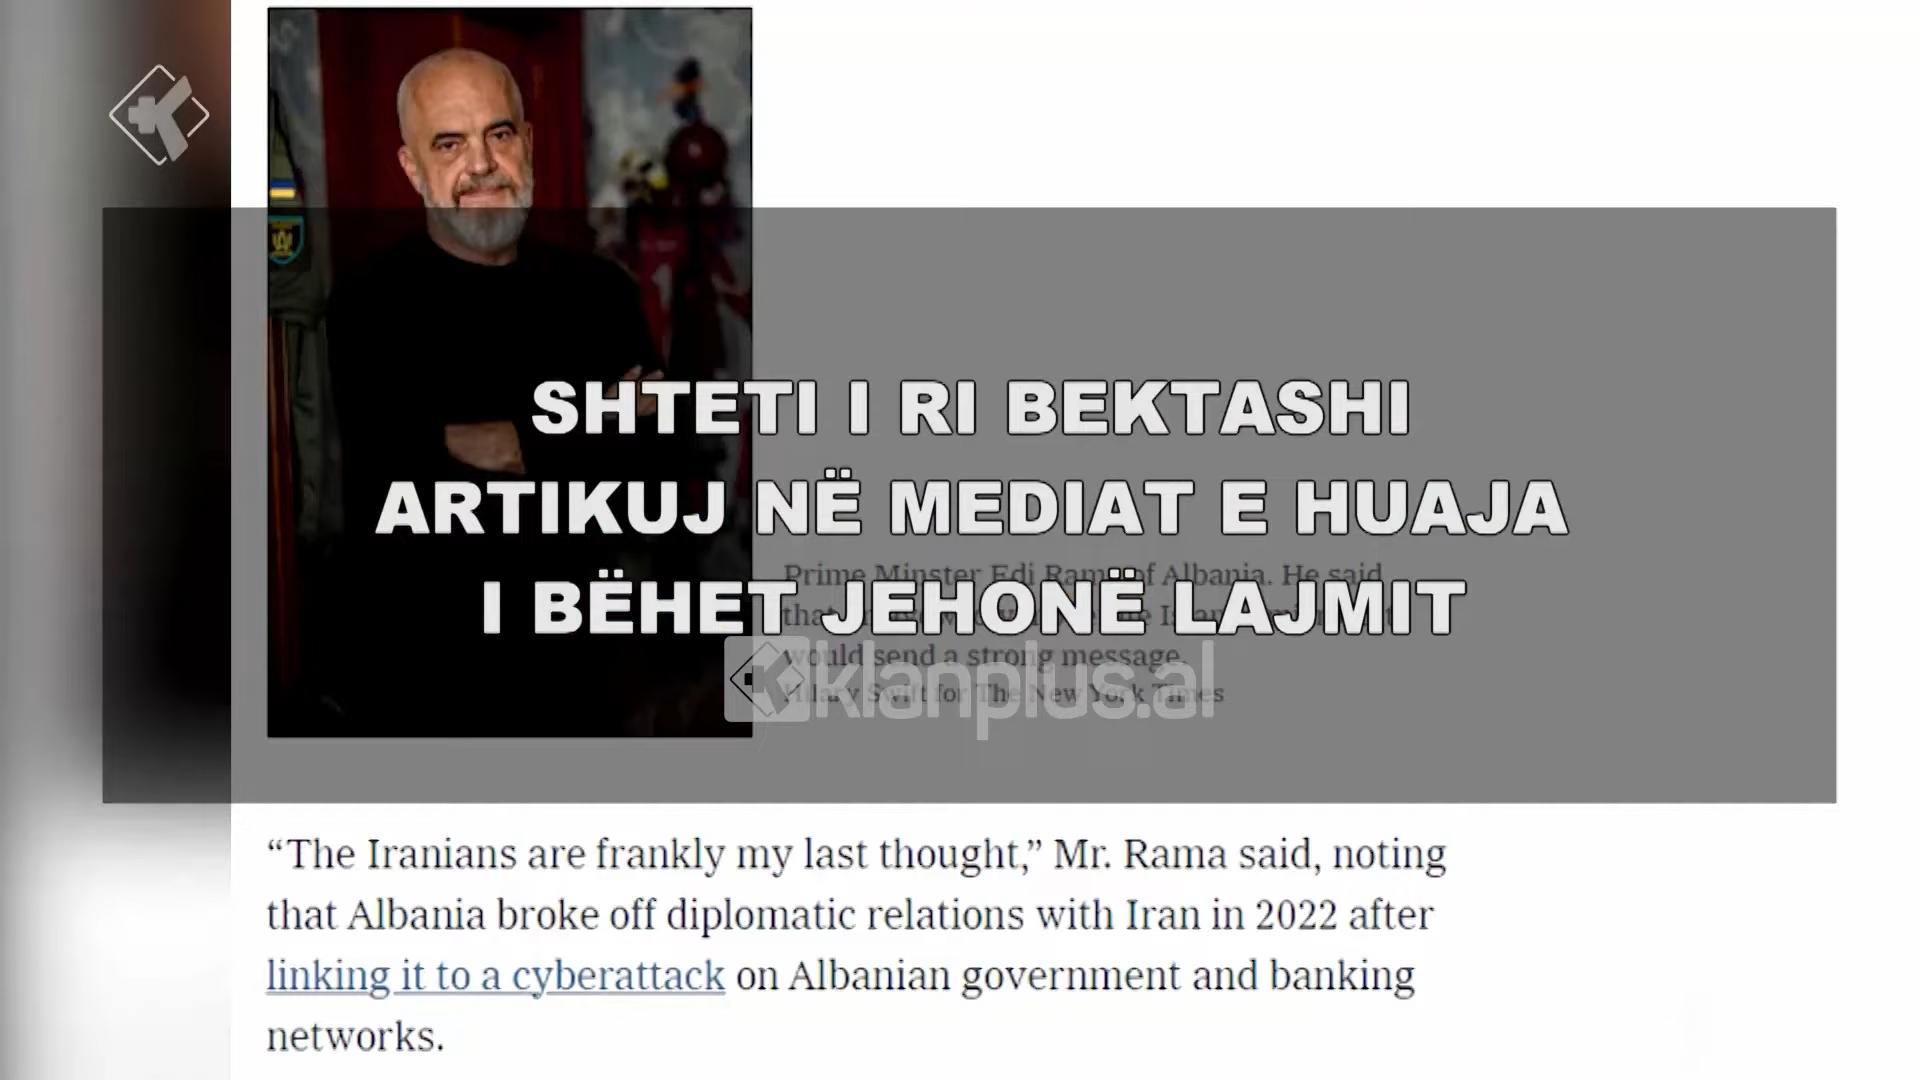 SHTETI I RI BEKTASHI
ARTIKUJ NË MEDIAT E HUAJA
I BËHET JEHONË LAJMIT
Prime Minster Edi Rama of Albania. He said
would send a strong message.
Hilary Swift for The New York Times
klanplus.al
“The Iranians are frankly my last thought,” Mr. Rama said, noting
that Albania broke off diplomatic relations with Iran in 2022 after
linking it to a cyberattack on Albanian government and banking
networks.